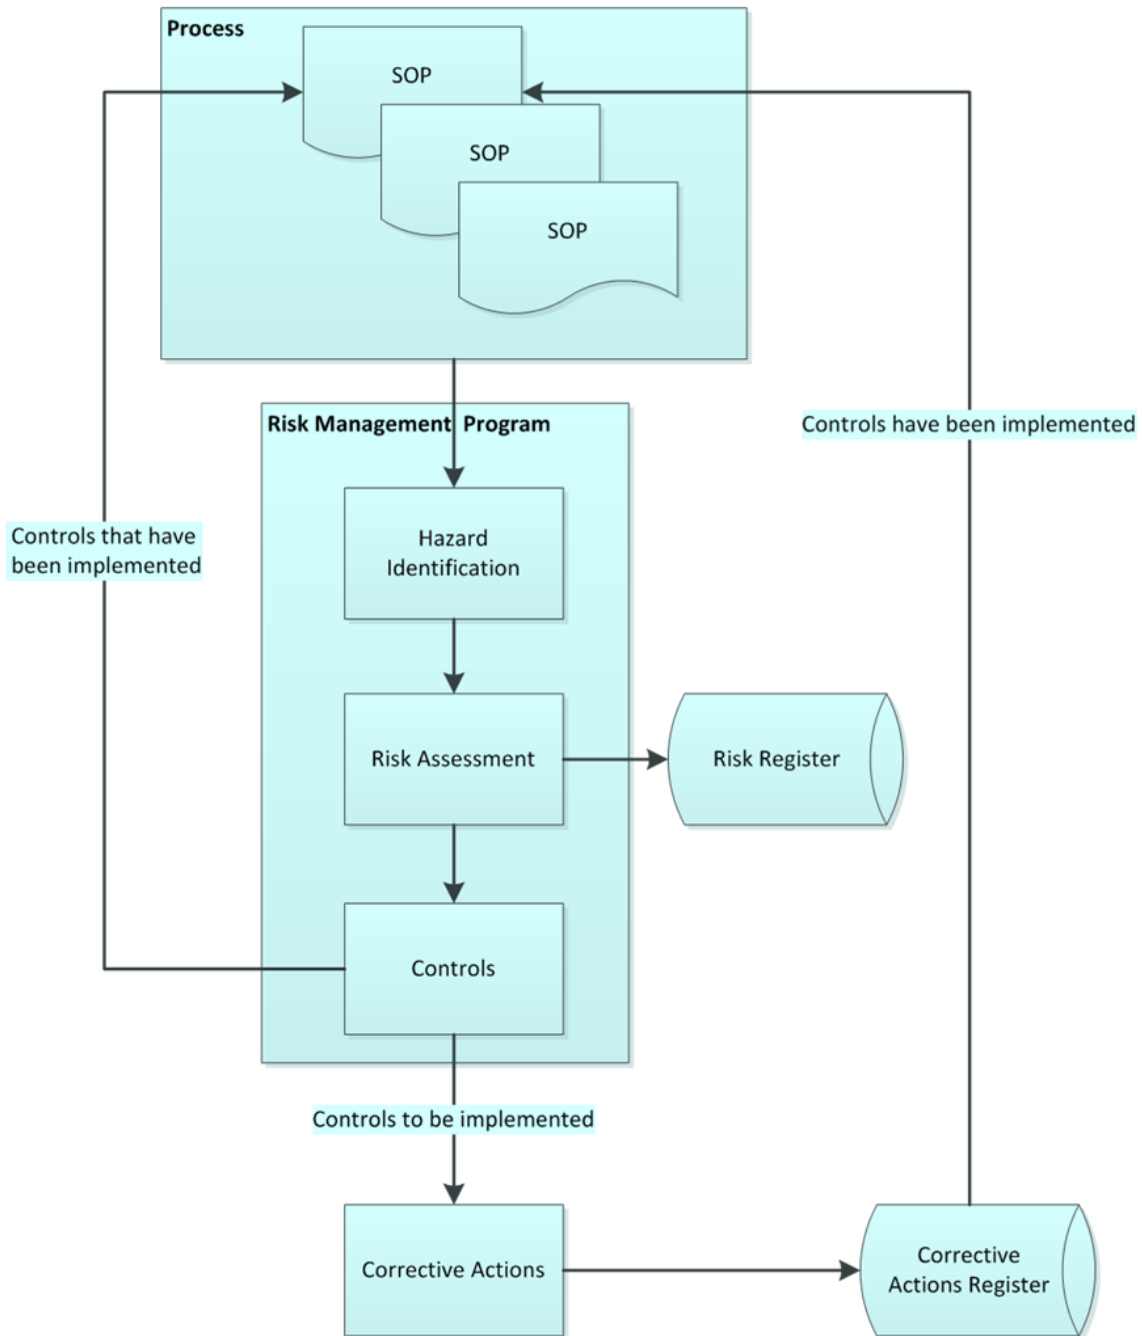 Process
SOP
SOP
SOP
Risk Management Program
Controls have been implemented
Controls that have
been implemented
Hazard
Identification
Risk Assessment
Risk Register
Controls
Controls to be implemented
Corrective Actions
Corrective
Actions Register